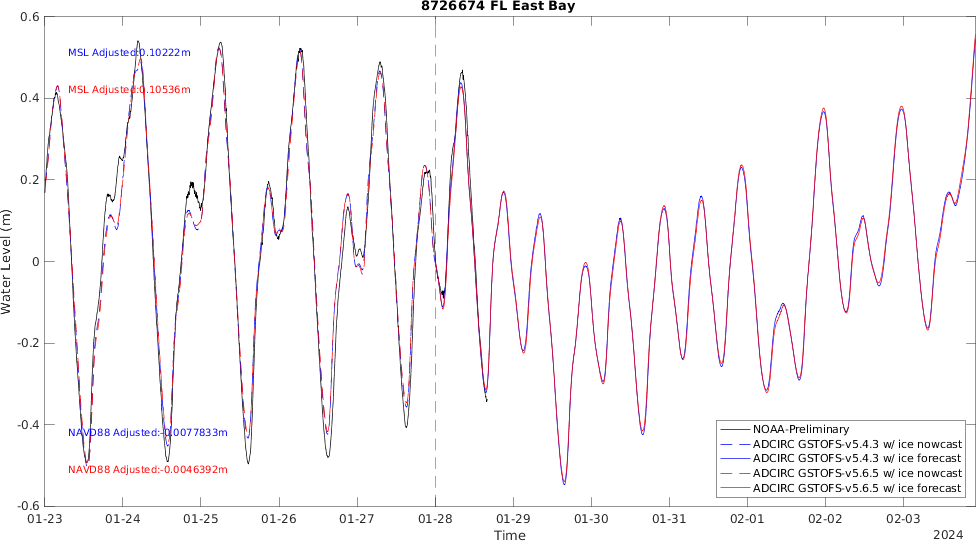 8726674 FL East Bay
0.6
0.4
0.2
0
-0.2
-0.4
-0.6
Water Level (m)
MSL Adjusted:0.10222m
MSL Adjusted:0.10536m
NAVD88 Adjusted:-0.0077833m
NAVD88 Adjusted:-0.0046392m
NOAA-Preliminary
ADCIRC GSTOFS-v5.4.3 w/ ice nowcast
ADCIRC GSTOFS-v5.4.3 w/ ice forecast
ADCIRC GSTOFS-v5.6.5 w/ ice nowcast
ADCIRC GSTOFS-v5.6.5 w/ ice forecast
01-23 01-24 01-25 01-26 01-27 01-28 01-29 01-30 01-31 02-01 02-02 02-03
Time
2024